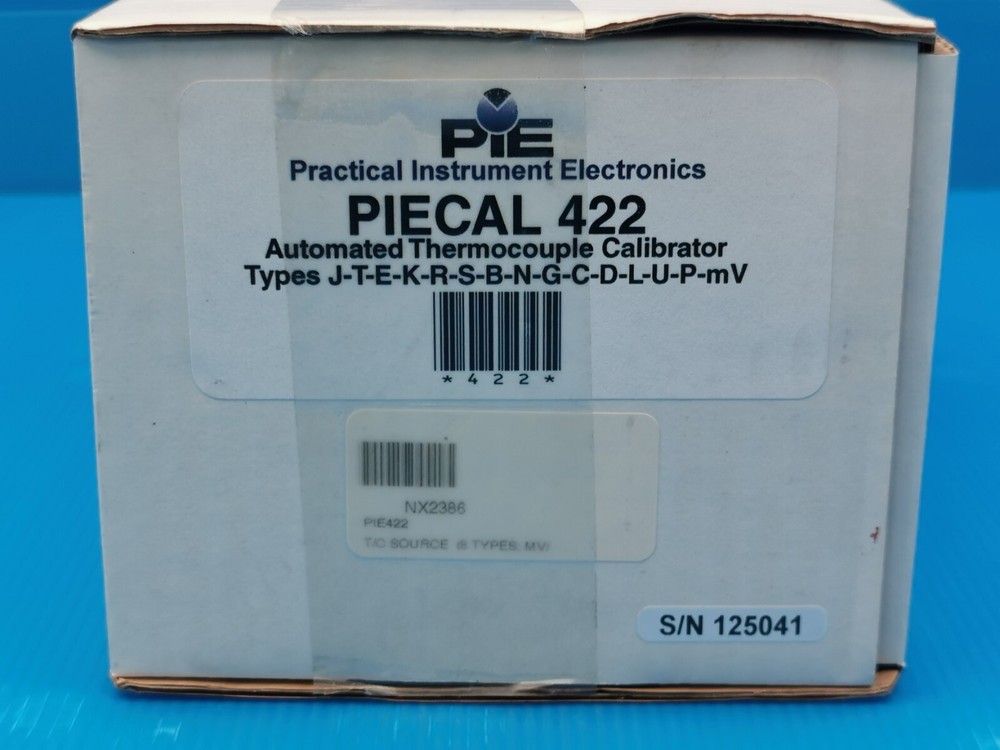 PIE
Practical Instrument Electronics
PIECAL 422
Automated Thermocouple Calibrator
Types J-T-E-K-R-S-B-N-G-C-D-L-U-P-mV
*422*
NX2386
PIE422
T/C SOURCE (8 TYPES, MV)
S/N 125041